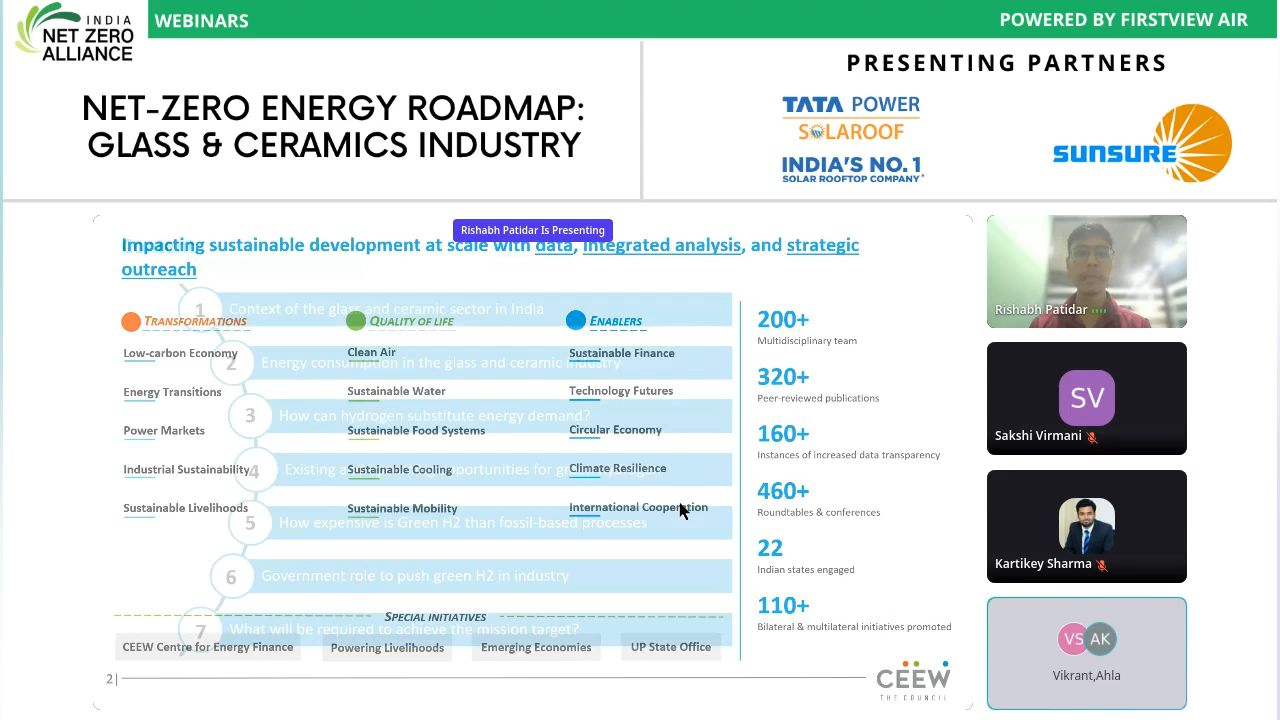 INDIA
NET ZERO
ALLIANCE
WEBINARS
POWERED BY FIRSTVIEW AIR
NET-ZERO ENERGY ROADMAP:
GLASS & CERAMICS INDUSTRY
PRESENTING PARTNERS
TATA POWER
SOLAROOF
INDIA'S NO. 1
SOLAR ROOFTOP COMPANY*
SUNSURE
Rishabh Patidar Is Presenting
Impacting sustainable development at scale with data, integrated analysis, and strategic
outreach
1 Context of the glass and ceramic sector in India
2 Energy consumption in the glass and ceramic industry
3 How can hydrogen substitute energy demand?
4 Existing
5 How expensive is Green H2 than fossil-based processes
6 Government role to push green H2 in industry
7 What will be required to achieve the mission target?
TRANSFORMATIONS
Low-carbon Economy
Energy Transitions
Power Markets
Industrial Sustainability
Sustainable Livelihoods
QUALITY OF LIFE
Clean Air
Sustainable Water
Sustainable Food Systems
Sustainable Cooling
Sustainable Mobility
ENABLERS
Sustainable Finance
Technology Futures
Circular Economy
Climate Resilience
International Cooperation
200+
Multidisciplinary team
320+
Peer-reviewed publications
160+
Instances of increased data transparency
460+
Roundtables & conferences
22
Indian states engaged
110+
Bilateral & multilateral initiatives promoted
SPECIAL INITIATIVES
CEEW Centre for Energy Finance
Powering Livelihoods
Emerging Economies
UP State Office
2
CEEW
THE COUNCIL
Rishabh Patidar
SV
Sakshi Virmani
Kartikey Sharma
VS AK
Vikrant,Ahla